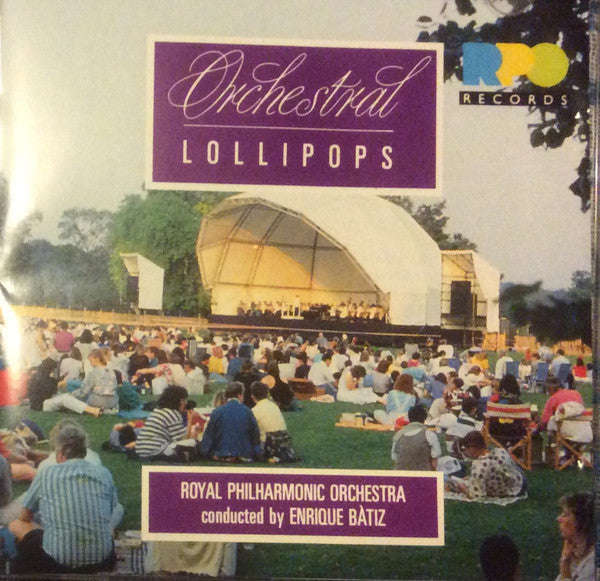 Orchestral
LOLLIPOPS
RPO
RECORDS
ROYAL PHILHARMONIC ORCHESTRA
conducted by ENRIQUE BÀTIZ